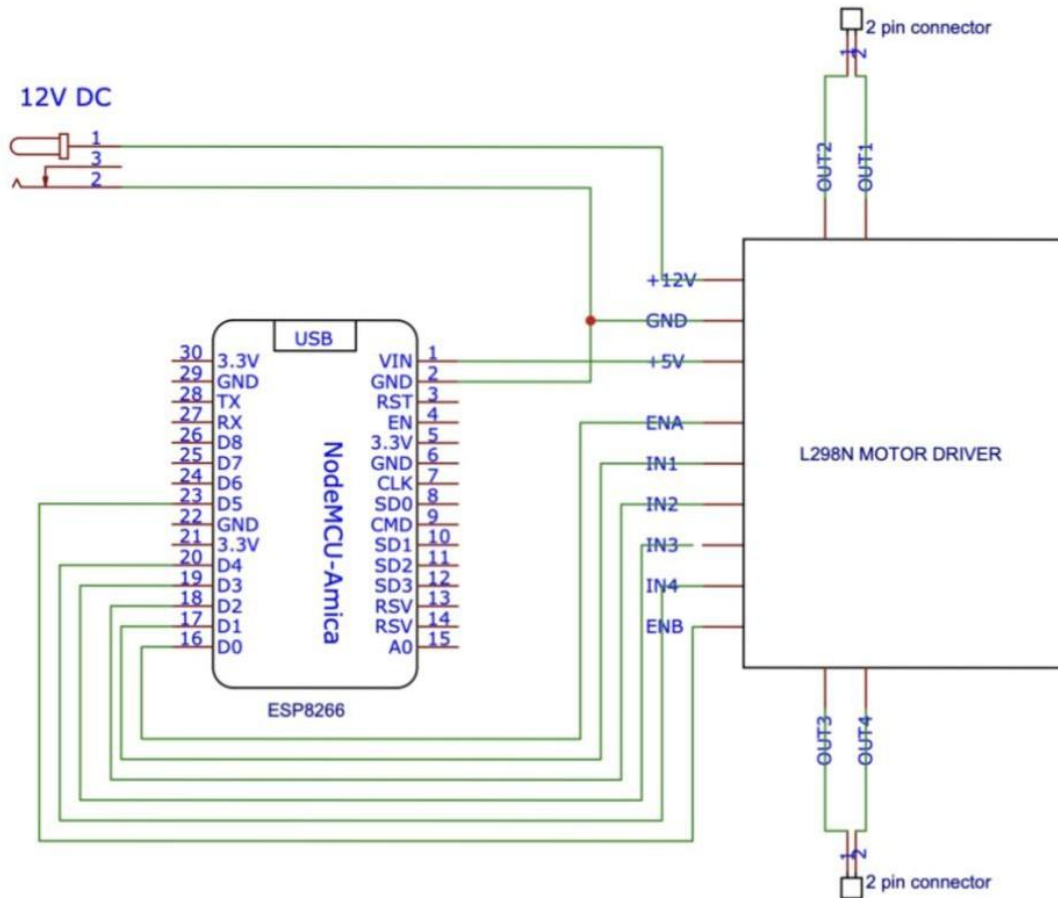 2 pin connector
1
2
12V DC
1
3
2
OUT2
OUT1
+12V
GND
+5V
ENA
IN1
IN2
IN3
IN4
ENB
L298N MOTOR DRIVER
USB
30 3.3V
29 GND
28 TX
27 RX
26 D8
25 D7
24 D6
23 D5
22 GND
21 3.3V
20 D4
19 D3
18 D2
17 D1
16 D0
NodeMCU-Amica
VIN 1
GND 2
RST 3
EN 4
3.3V 5
GND 6
CLK 7
SD0 8
CMD 9
SD1 10
SD2 11
SD3 12
RSV 13
RSV 14
A0 15
ESP8266
OUT3
OUT4
1
2
2 pin connector